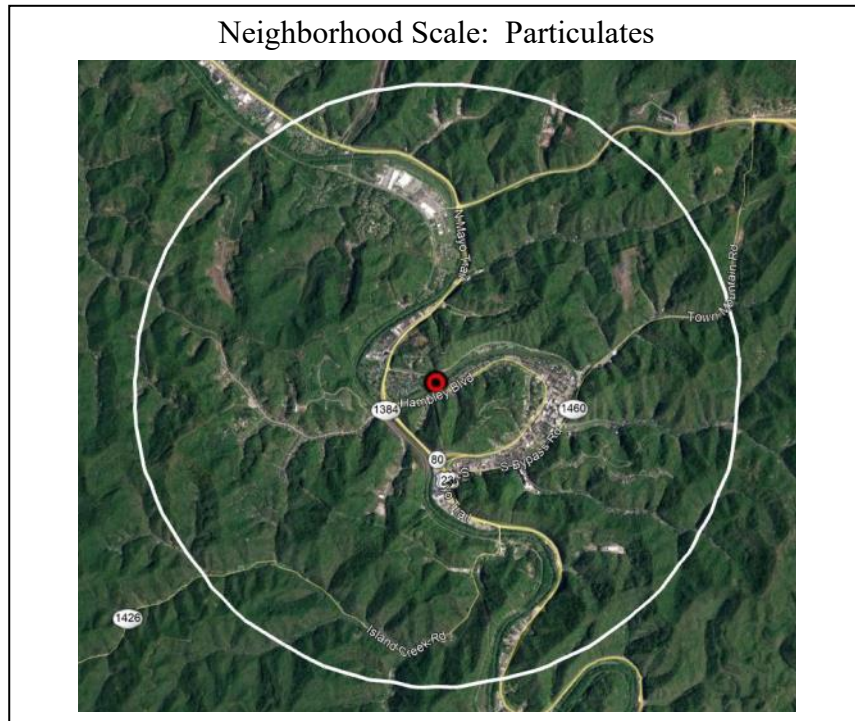 Neighborhood Scale: Particulates
N Mayo Trail
Town Mountain Rd
Hambley Blvd
1384
1460
80
S Bypass Rd
Island Creek Rd
1426